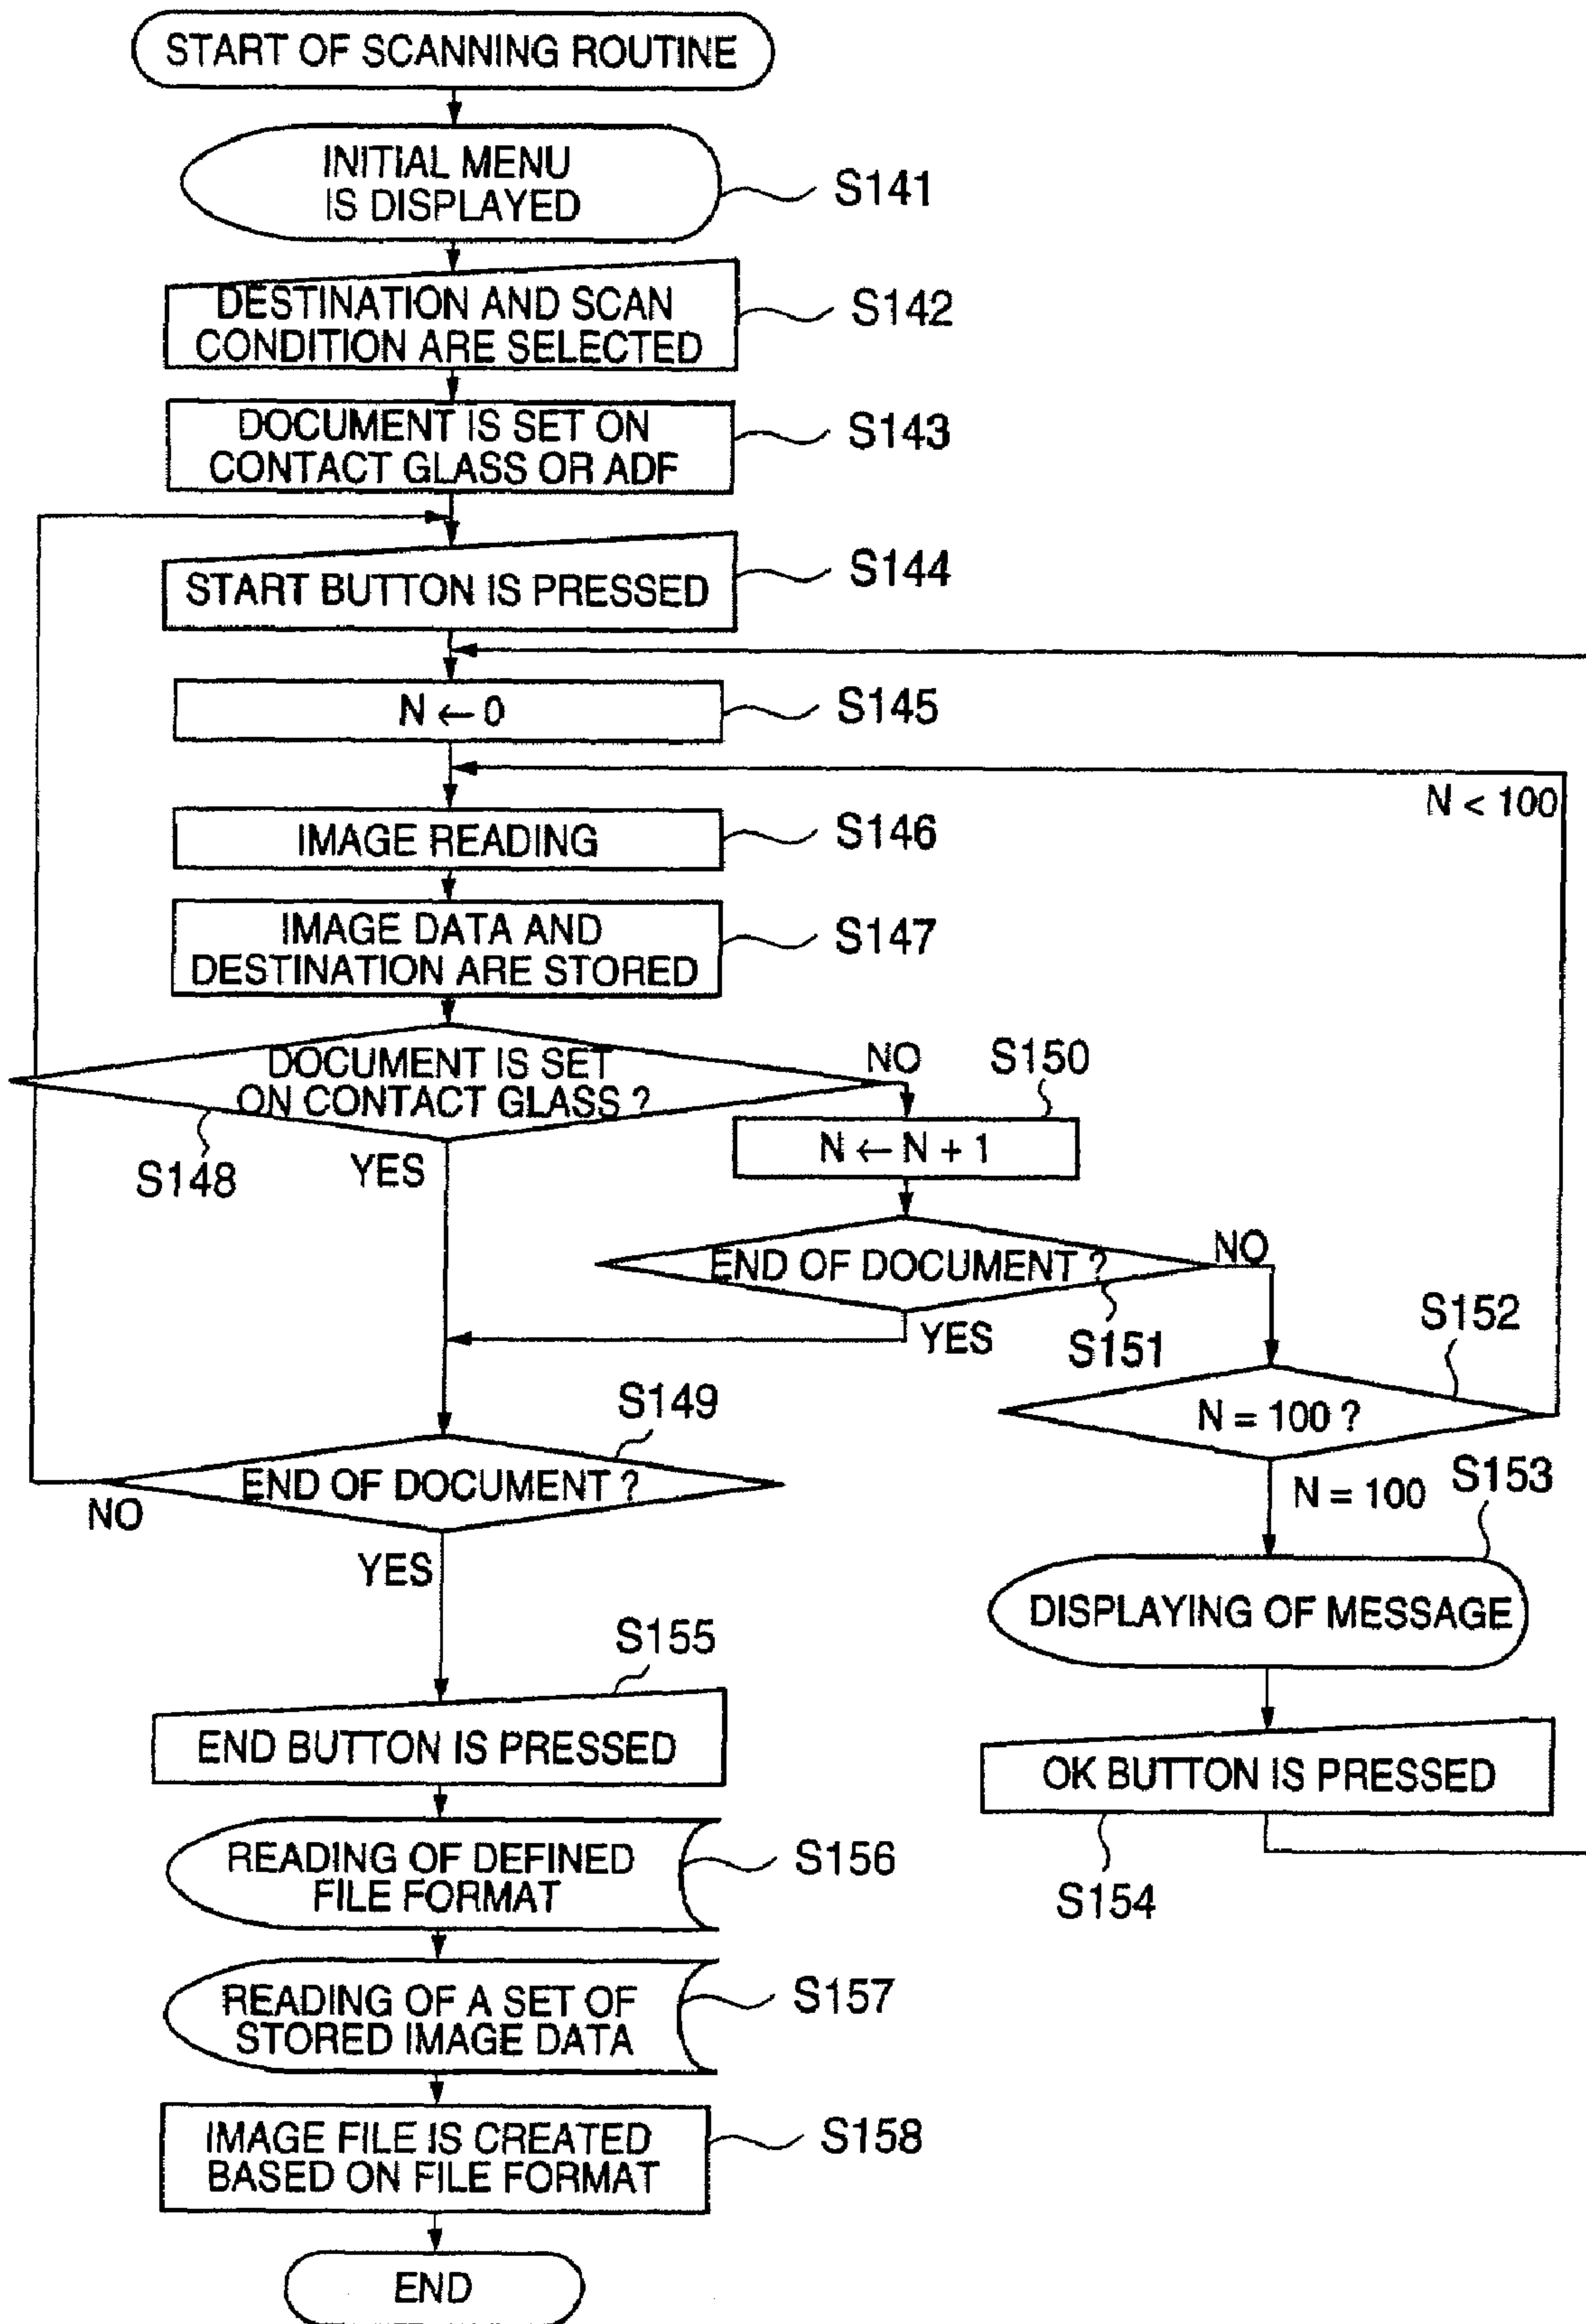 START OF SCANNING ROUTINE
INITIAL MENU
IS DISPLAYED
S141
DESTINATION AND SCAN
CONDITION ARE SELECTED
S142
DOCUMENT IS SET ON
CONTACT GLASS OR ADF
S143
START BUTTON IS PRESSED
S144
N ← 0
S145
N < 100
IMAGE READING
S146
IMAGE DATA AND
DESTINATION ARE STORED
S147
DOCUMENT IS SET
ON CONTACT GLASS ?
NO
S150
S148
YES
N ← N + 1
END OF DOCUMENT ?
NO
YES
S151
S152
N = 100 ?
S149
END OF DOCUMENT ?
NO
YES
N = 100
S153
DISPLAYING OF MESSAGE
S155
END BUTTON IS PRESSED
OK BUTTON IS PRESSED
S154
READING OF DEFINED
FILE FORMAT
S156
READING OF A SET OF
STORED IMAGE DATA
S157
IMAGE FILE IS CREATED
BASED ON FILE FORMAT
S158
END